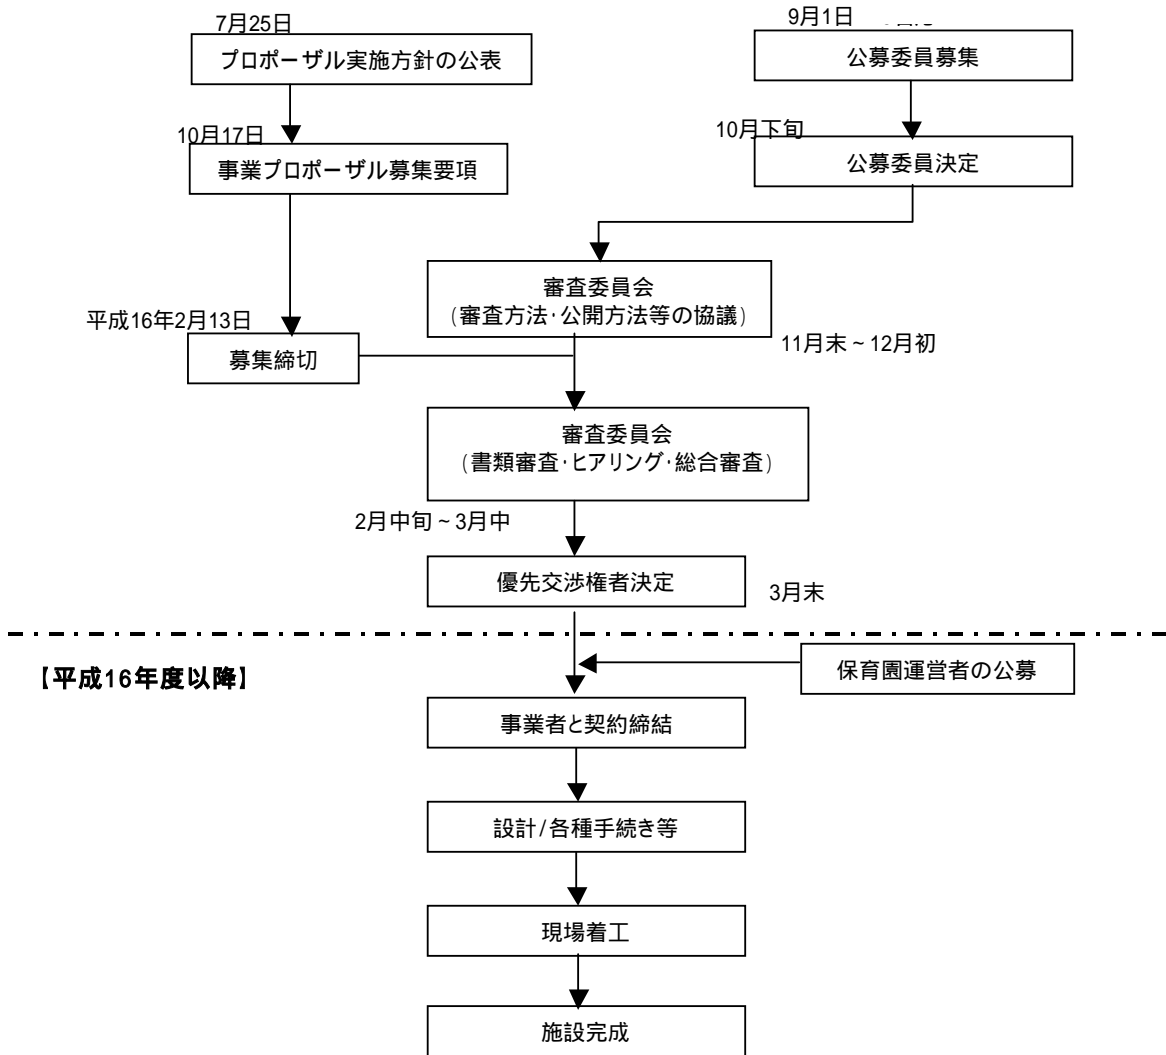 7月25日
プロポーザル実施方針の公表
9月1日
公募委員募集
10月17日
事業プロポーザル募集要項
10月下旬
公募委員決定
審査委員会
(審査方法・公開方法等の協議)
11月末~12月初
平成16年2月13日
募集締切
審査委員会
(書類審査・ヒアリング・総合審査)
2月中旬~3月中
優先交渉権者決定
3月末
【平成16年度以降】
保育園運営者の公募
事業者と契約締結
設計/各種手続き等
現場着工
施設完成